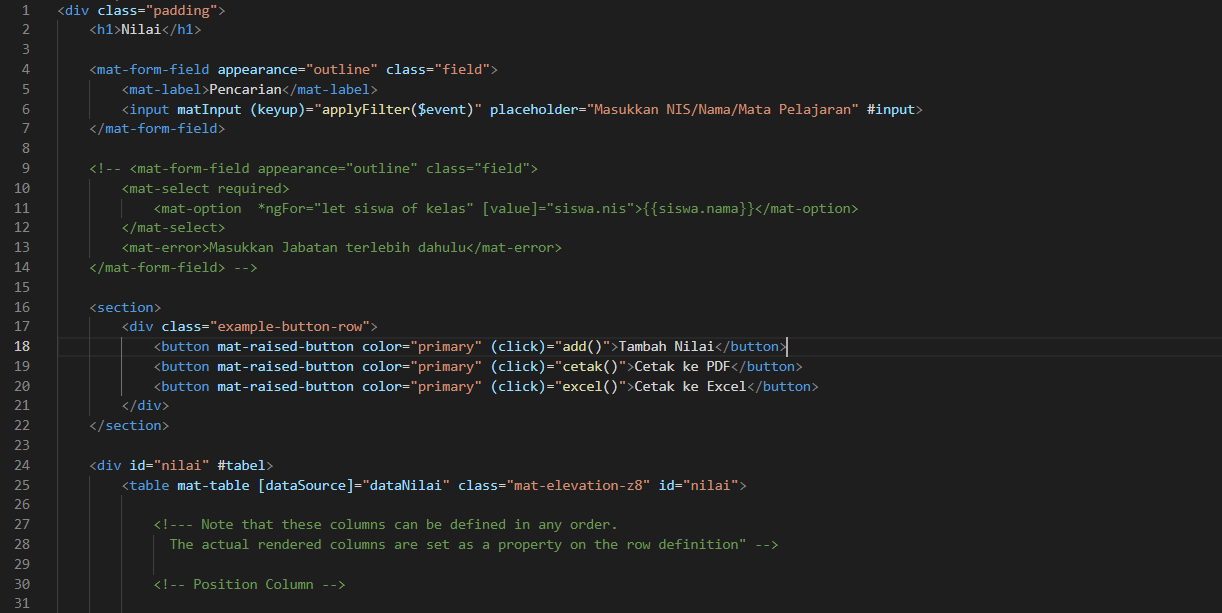 1 <div class="padding">
2 <h1>Nilai</h1>
3
4 <mat-form-field appearance="outline" class="field">
5 <mat-label>Pencarian</mat-label>
6 <input matInput (keyup)="applyFilter($event)" placeholder="Masukkan NIS/Nama/Mata Pelajaran" #input>
7 </mat-form-field>
8
9 <!-- <mat-form-field appearance="outline" class="field">
10 <mat-select required>
11 <mat-option  *ngFor="let siswa of kelas" [value]="siswa.nis">{{siswa.nama}}</mat-option>
12 </mat-select>
13 <mat-error>Masukkan Jabatan terlebih dahulu</mat-error>
14 </mat-form-field> -->
15
16 <section>
17 <div class="example-button-row">
18 <button mat-raised-button color="primary" (click)="add()">Tambah Nilai</button>
19 <button mat-raised-button color="primary" (click)="cetak()">Cetak ke PDF</button>
20 <button mat-raised-button color="primary" (click)="excel()">Cetak ke Excel</button>
21 </div>
22 </section>
23
24 <div id="nilai" #tabel>
25 <table mat-table [dataSource]="dataNilai" class="mat-elevation-z8" id="nilai">
26
27 <!--- Note that these columns can be defined in any order.
28 The actual rendered columns are set as a property on the row definition" -->
29
30 <!-- Position Column -->
31